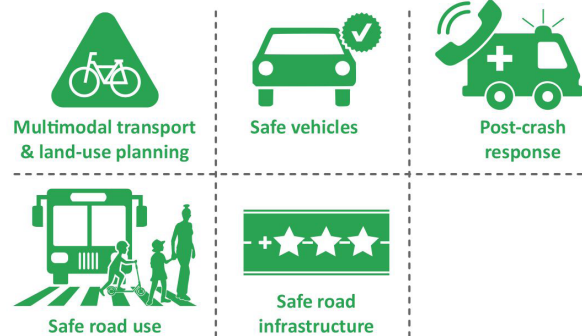 Multimodal transport
& land-use planning
Safe vehicles
Post-crash
response
Safe road use
Safe road
infrastructure